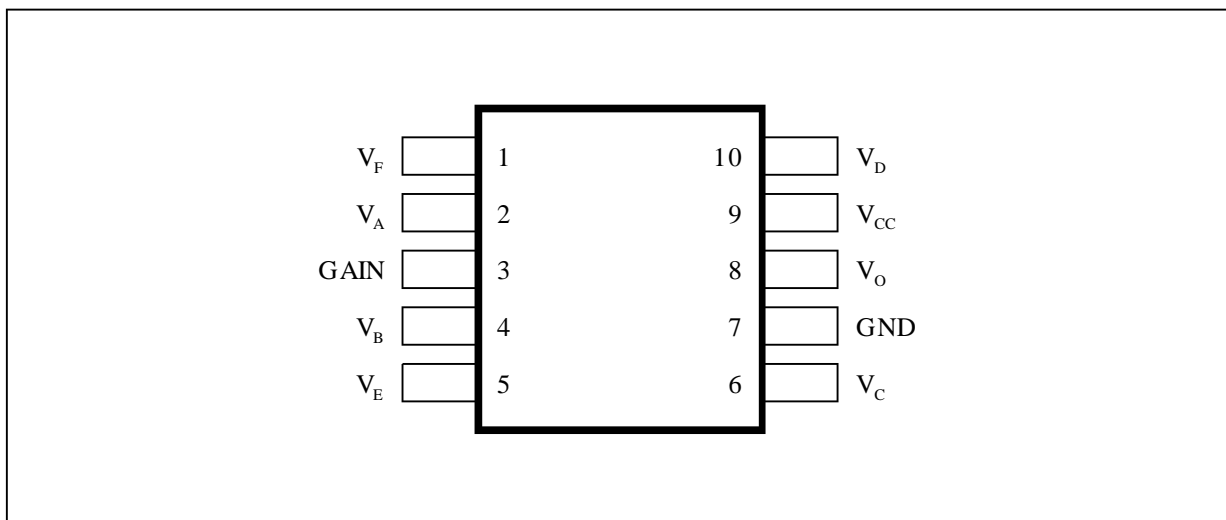 V_F 1 10 V_D
V_A 2 9 V_CC
GAIN 3 8 V_O
V_B 4 7 GND
V_E 5 6 V_C